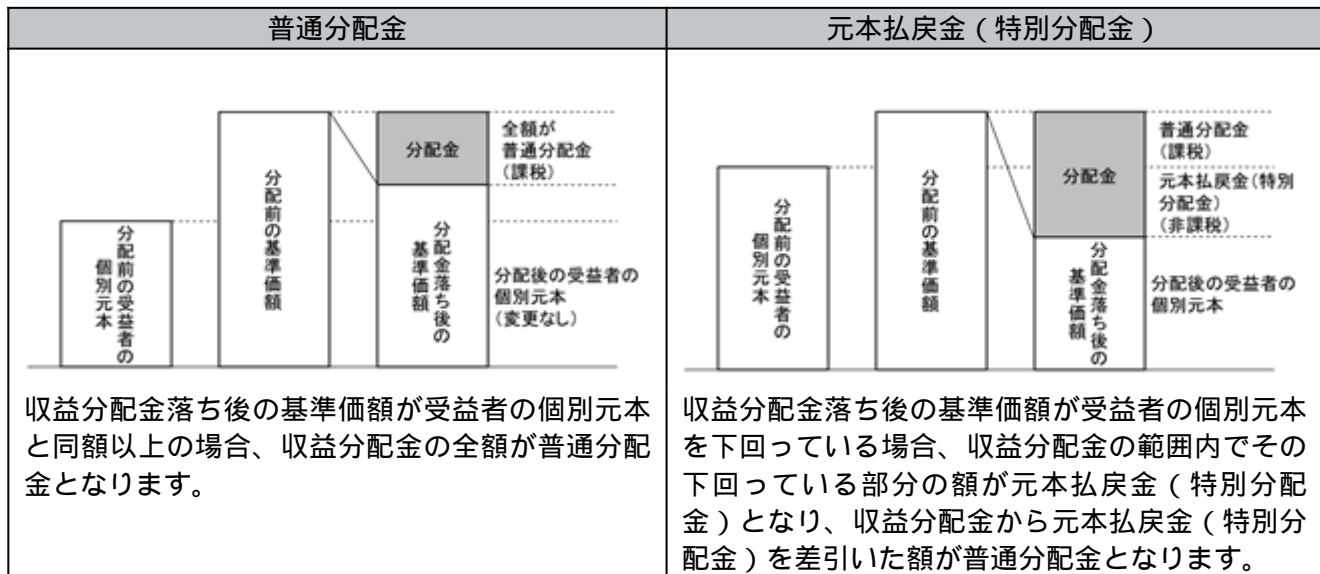 普通分配金
分配前の受益者の
個別元本
分配前の基準価額
分配金
分配金落ち後の
基準価額
全額が
普通分配金
(課税)
分配後の受益者の
個別元本
(変更なし)
収益分配金落ち後の基準価額が受益者の個別元本
と同額以上の場合、収益分配金の全額が普通分配
金となります。
元本払戻金(特別分配金)
分配前の受益者の
個別元本
分配前の基準価額
分配金
分配金落ち後の
基準価額
普通分配金
(課税)
元本払戻金(特別
分配金)
(非課税)
分配後の受益者の
個別元本
収益分配金落ち後の基準価額が受益者の個別元本
を下回っている場合、収益分配金の範囲内でその
下回っている部分の額が元本払戻金(特別分配
金)となり、収益分配金から元本払戻金(特別分
配金)を差引いた額が普通分配金となります。